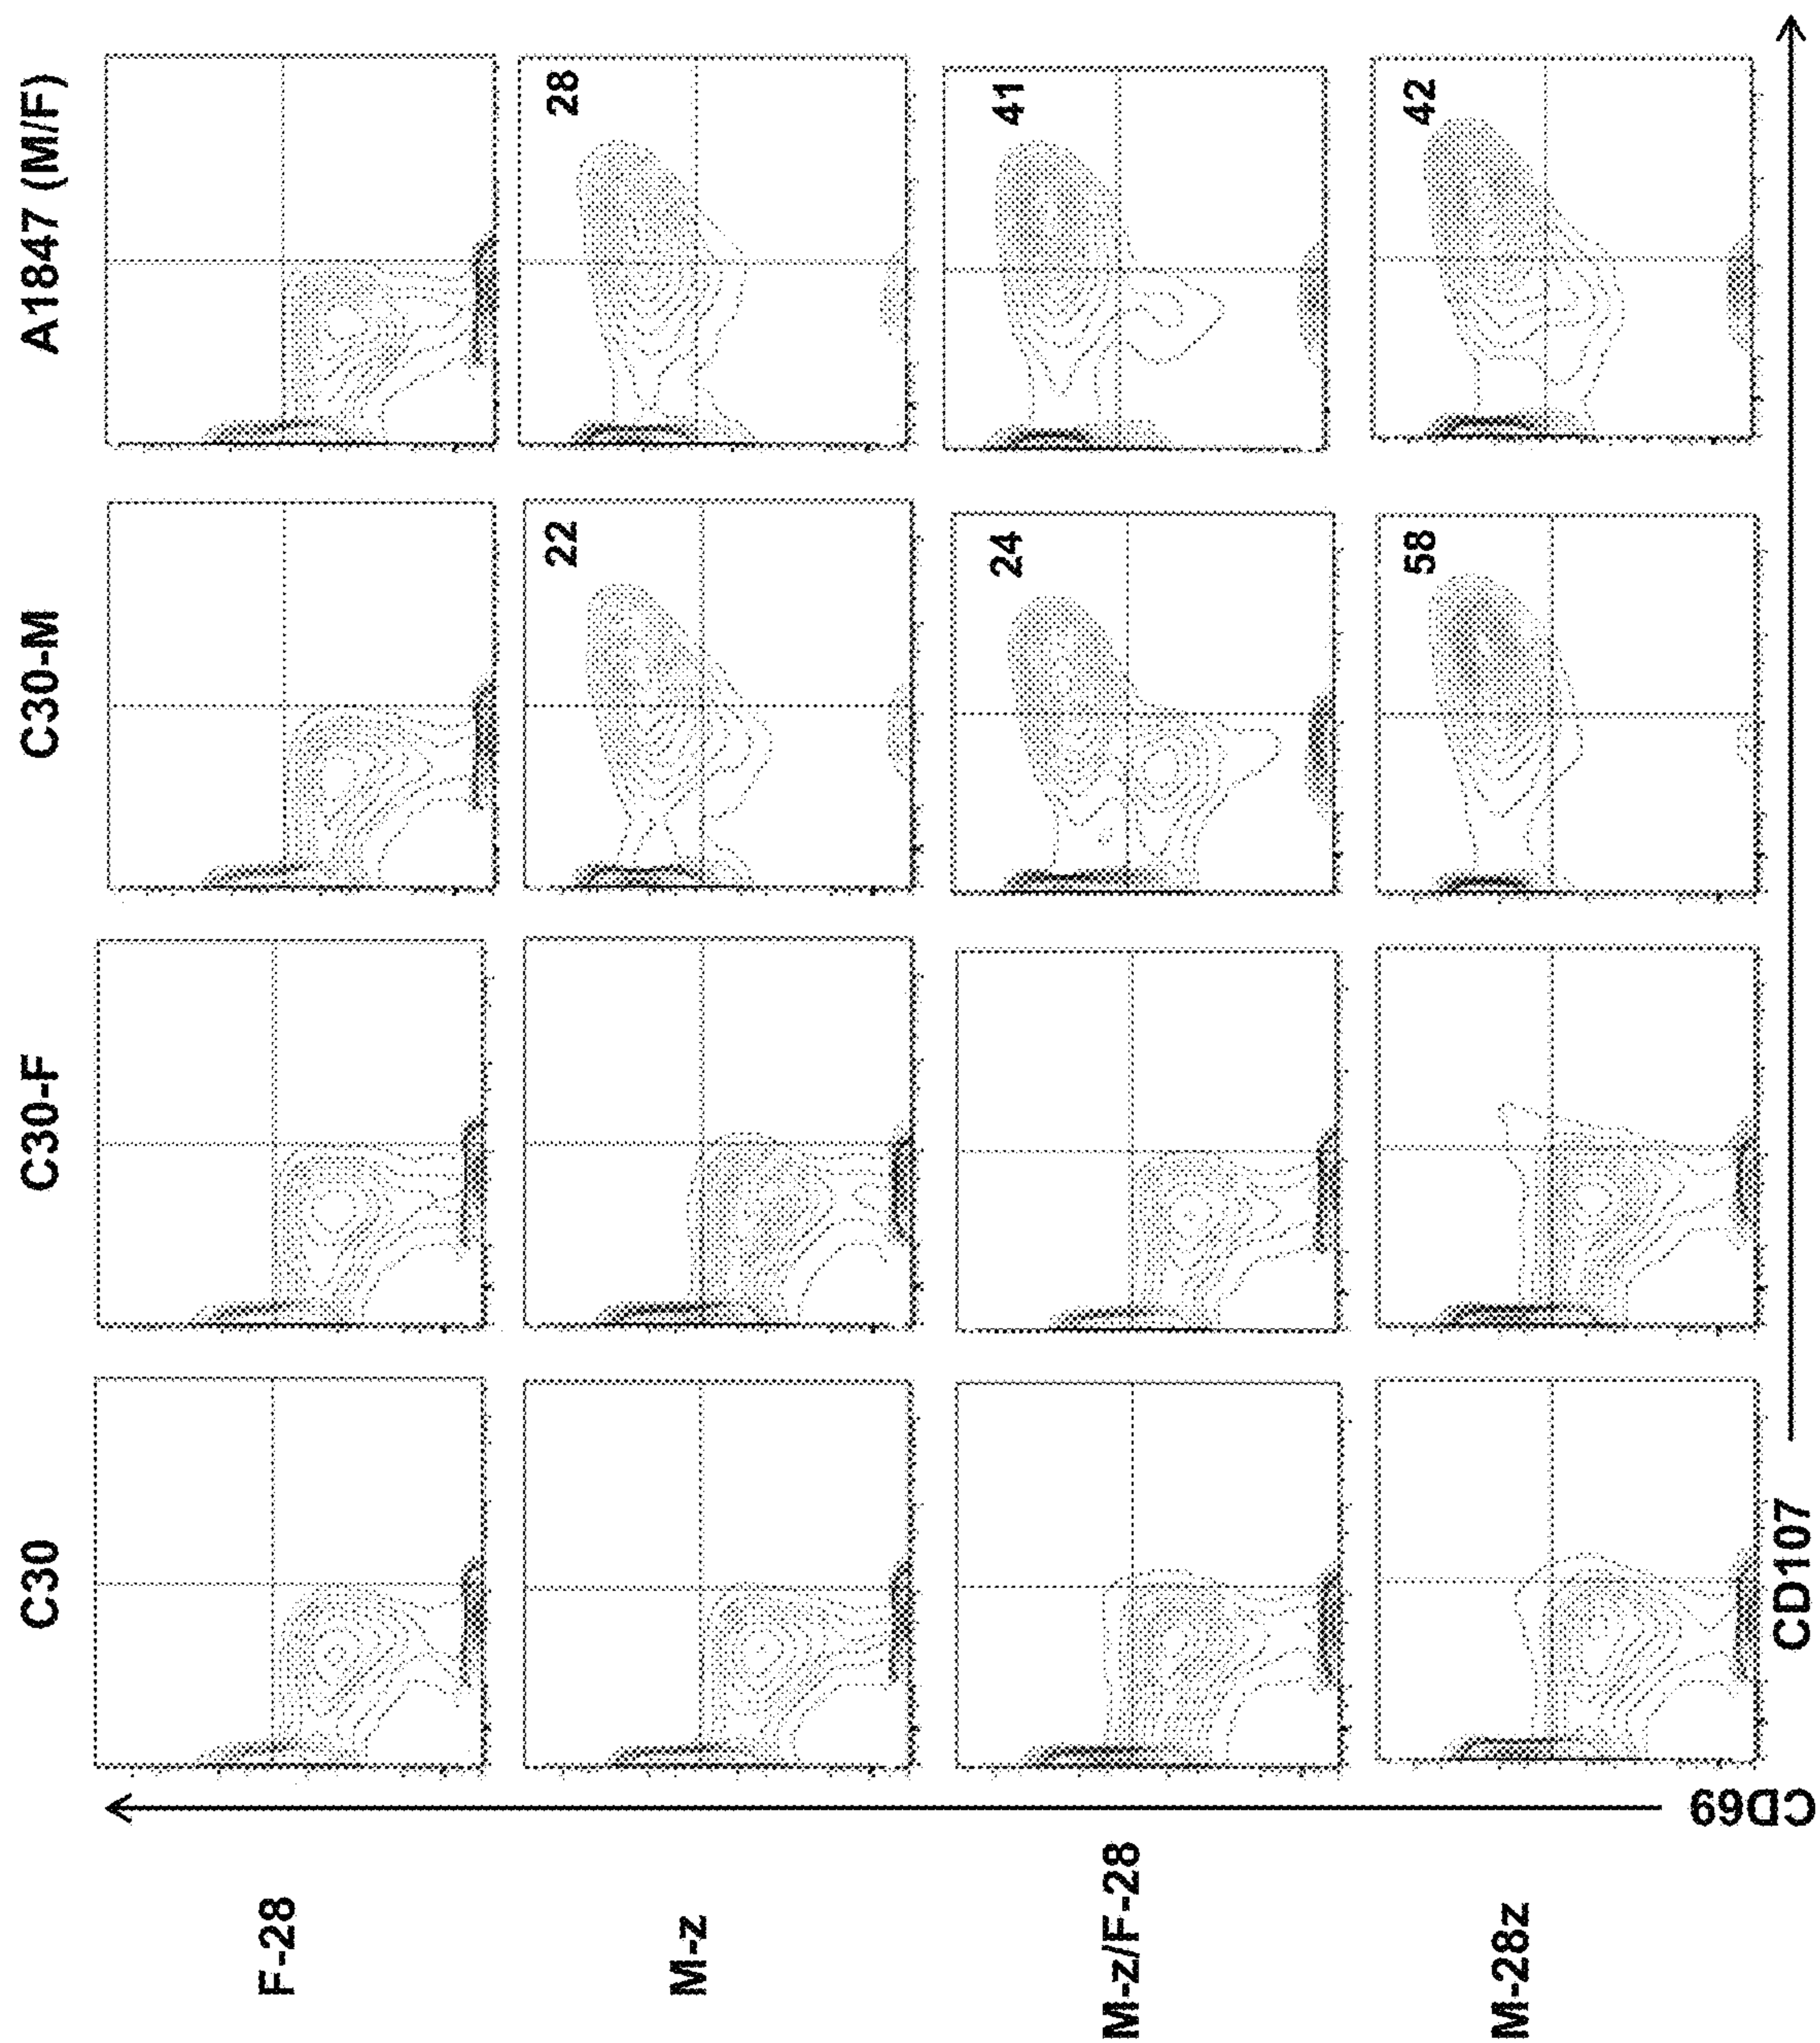 C30
C30-F
C30-M
A1847 (M/F)
F-28
M-z
22
28
M-z/F-28
24
41
M-28z
58
42
CD69
CD107